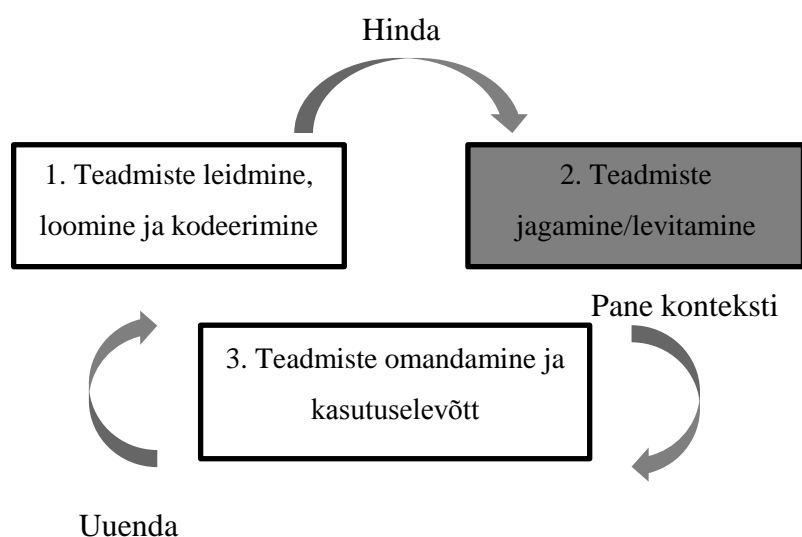 Hinda
1. Teadmiste leidmine,
loomine ja kodeerimine
2. Teadmiste
jagamine/levitamine
Pane konteksti
3. Teadmiste omandamine ja
kasutuselevõtt
Uuenda